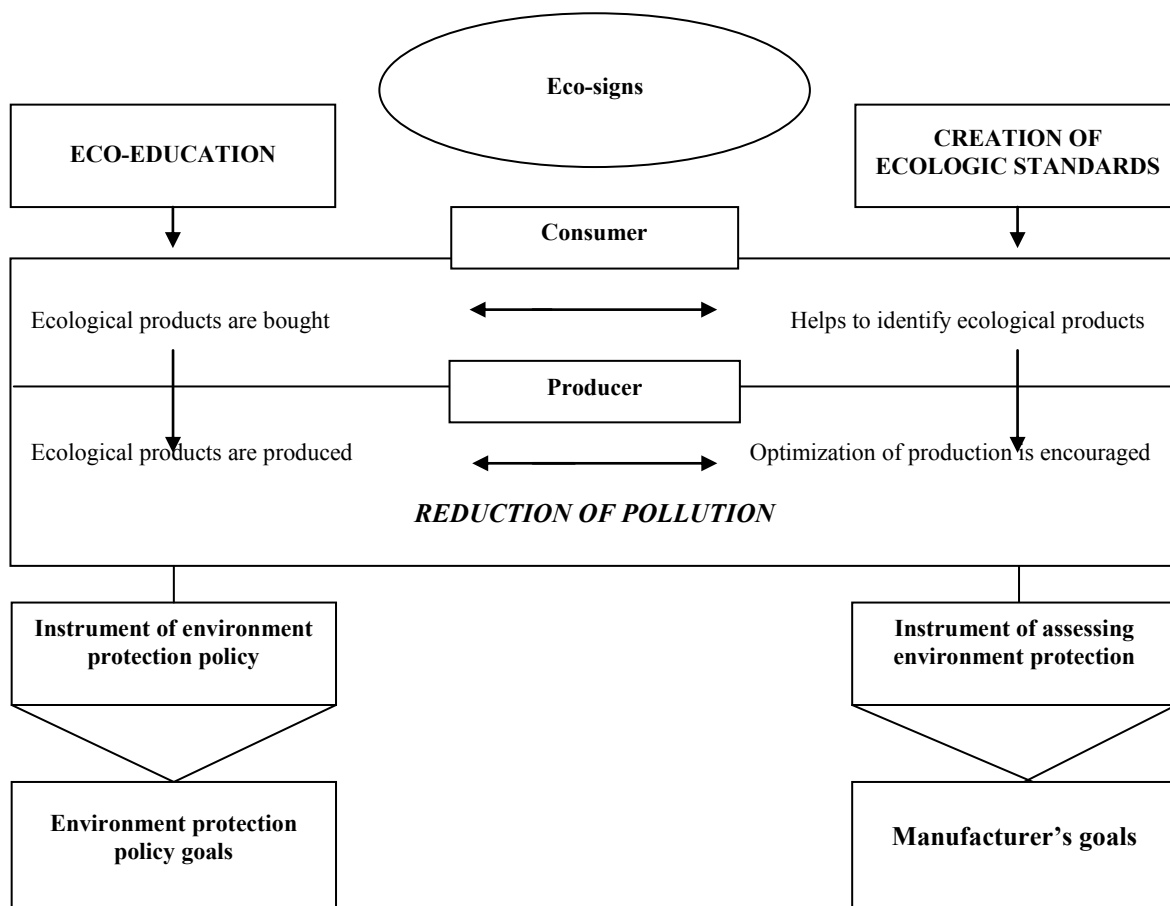 Eco-signs
ECO-EDUCATION
CREATION OF
ECOLOGIC STANDARDS
Consumer
Ecological products are bought
Helps to identify ecological products
Producer
Ecological products are produced
Optimization of production is encouraged
REDUCTION OF POLLUTION
Instrument of environment
protection policy
Instrument of assessing
environment protection
Environment protection
policy goals
Manufacturer’s goals